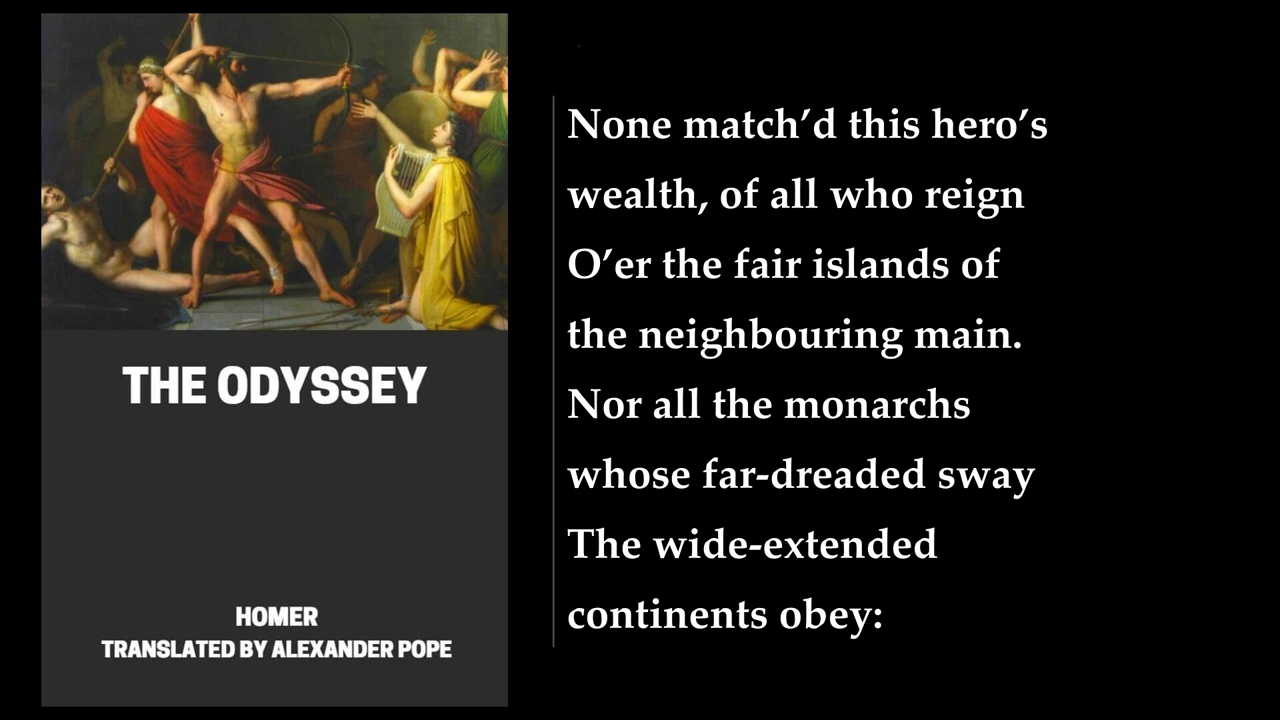 THE ODYSSEY
HOMER
TRANSLATED BY ALEXANDER POPE
None match’d this hero’s
wealth, of all who reign
O’er the fair islands of
the neighbouring main.
Nor all the monarchs
whose far-dreaded sway
The wide-extended
continents obey: